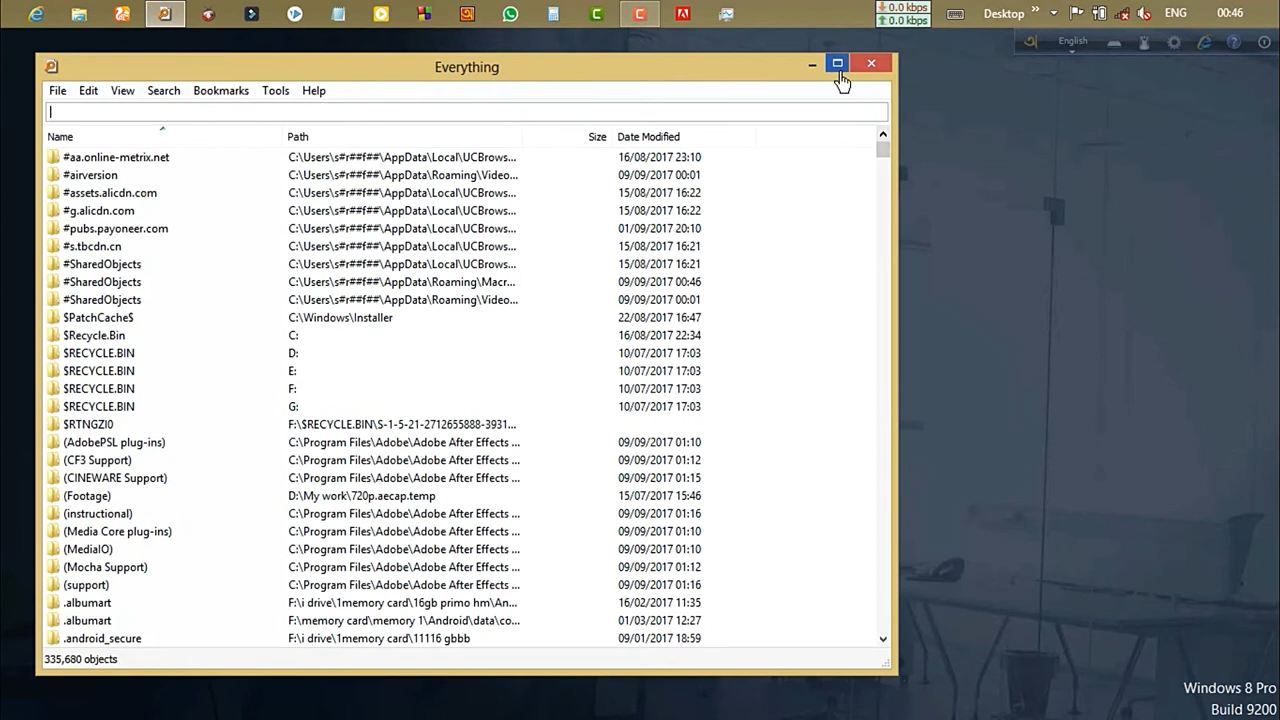 0.0 kbps
0.0 kbps
Desktop
ENG
00:46
English
Everything
File Edit View Search Bookmarks Tools Help
Name Path Size Date Modified
#aa.online-metrix.net C:\Users\s#r##f##\AppData\Local\UCBrows... 16/08/2017 23:10
#airversion C:\Users\s#r##f##\AppData\Roaming\Video... 09/09/2017 00:01
#assets.alicdn.com C:\Users\s#r##f##\AppData\Local\UCBrows... 15/08/2017 16:22
#g.alicdn.com C:\Users\s#r##f##\AppData\Local\UCBrows... 15/08/2017 16:22
#pubs.payoneer.com C:\Users\s#r##f##\AppData\Local\UCBrows... 01/09/2017 20:10
#s.tbcdn.cn C:\Users\s#r##f##\AppData\Local\UCBrows... 15/08/2017 16:21
#SharedObjects C:\Users\s#r##f##\AppData\Local\UCBrows... 15/08/2017 16:21
#SharedObjects C:\Users\s#r##f##\AppData\Roaming\Macr... 09/09/2017 00:46
#SharedObjects C:\Users\s#r##f##\AppData\Roaming\Video... 09/09/2017 00:01
$PatchCache$ C:\Windows\Installer 22/08/2017 16:47
$Recycle.Bin C: 16/08/2017 22:34
$RECYCLE.BIN D: 10/07/2017 17:03
$RECYCLE.BIN E: 10/07/2017 17:03
$RECYCLE.BIN F: 10/07/2017 17:03
$RECYCLE.BIN G: 10/07/2017 17:03
$RTNGZI0 F:\$RECYCLE.BIN\S-1-5-21-2712655888-3931...
(AdobePSL plug-ins) C:\Program Files\Adobe\Adobe After Effects ... 09/09/2017 01:10
(CF3 Support) C:\Program Files\Adobe\Adobe After Effects ... 09/09/2017 01:12
(CINEWARE Support) C:\Program Files\Adobe\Adobe After Effects ... 09/09/2017 01:15
(Footage) D:\My work\720p.aecap.temp 15/07/2017 15:46
(instructional) C:\Program Files\Adobe\Adobe After Effects ... 09/09/2017 01:16
(Media Core plug-ins) C:\Program Files\Adobe\Adobe After Effects ... 09/09/2017 01:10
(MediaIO) C:\Program Files\Adobe\Adobe After Effects ... 09/09/2017 01:10
(Mocha Support) C:\Program Files\Adobe\Adobe After Effects ... 09/09/2017 01:12
(support) C:\Program Files\Adobe\Adobe After Effects ... 09/09/2017 01:16
.albumart F:\i drive\1memory card\16gb primo hm\An... 16/02/2017 11:35
.albumart F:\memory card\memory 1\Android\data\co... 01/03/2017 12:27
.android_secure F:\i drive\1memory card\11116 gbbb 09/01/2017 18:59
335,680 objects
Windows 8 Pro
Build 9200